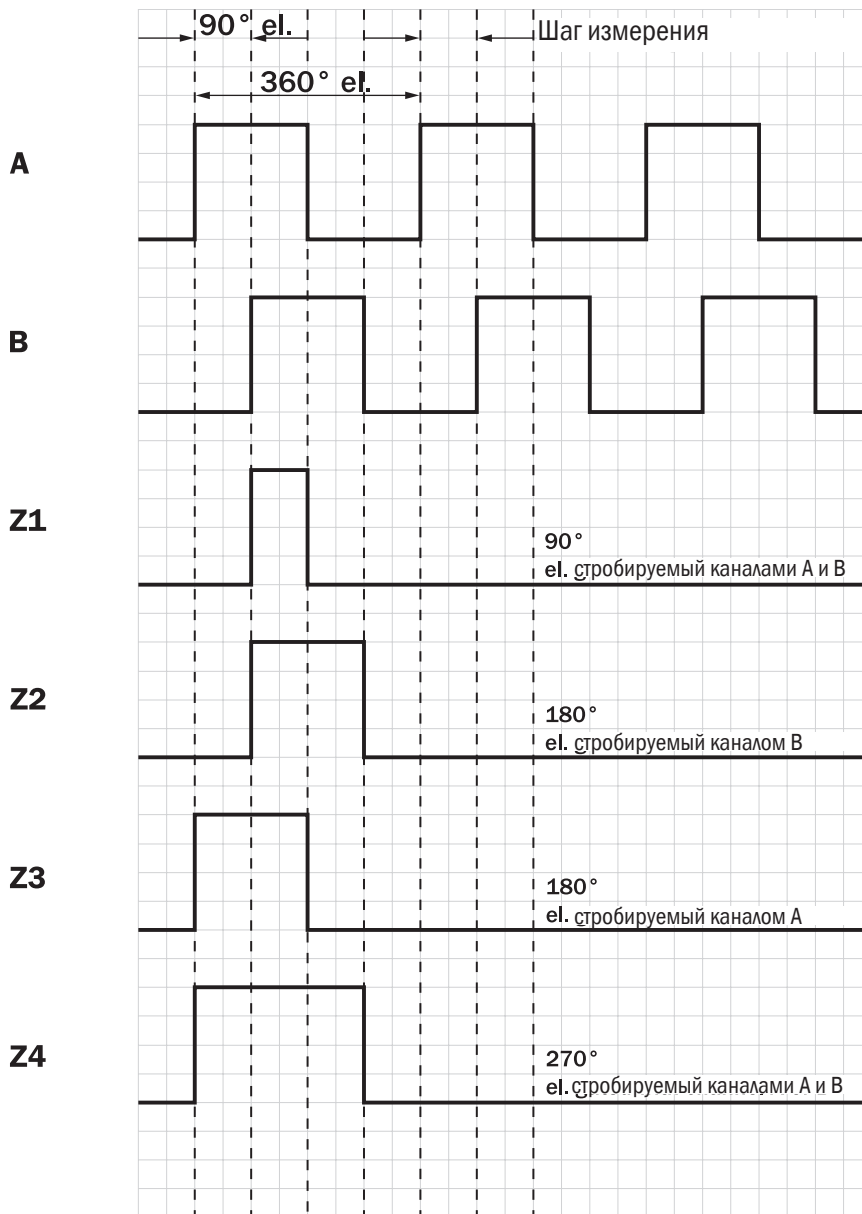 90° el.
Шаг измерения
360° el.
A
B
Z1
90°
el. стробируемый каналами A и B
Z2
180°
el. стробируемый каналом B
Z3
180°
el. стробируемый каналом A
Z4
270°
el. стробируемый каналами A и B